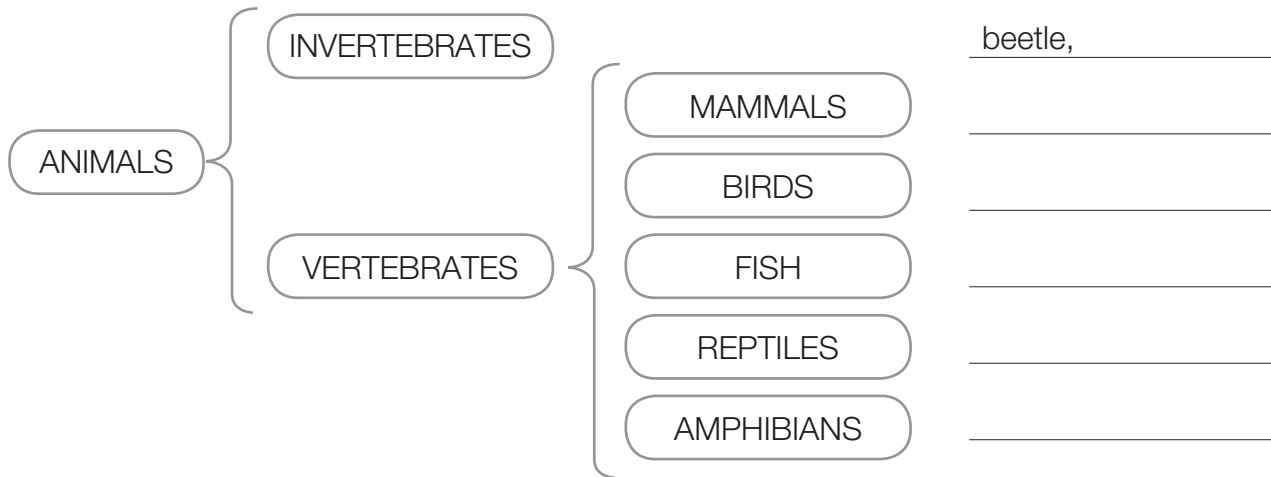 INVERTEBRATES
beetle,
MAMMALS
ANIMALS
BIRDS
VERTEBRATES
FISH
REPTILES
AMPHIBIANS